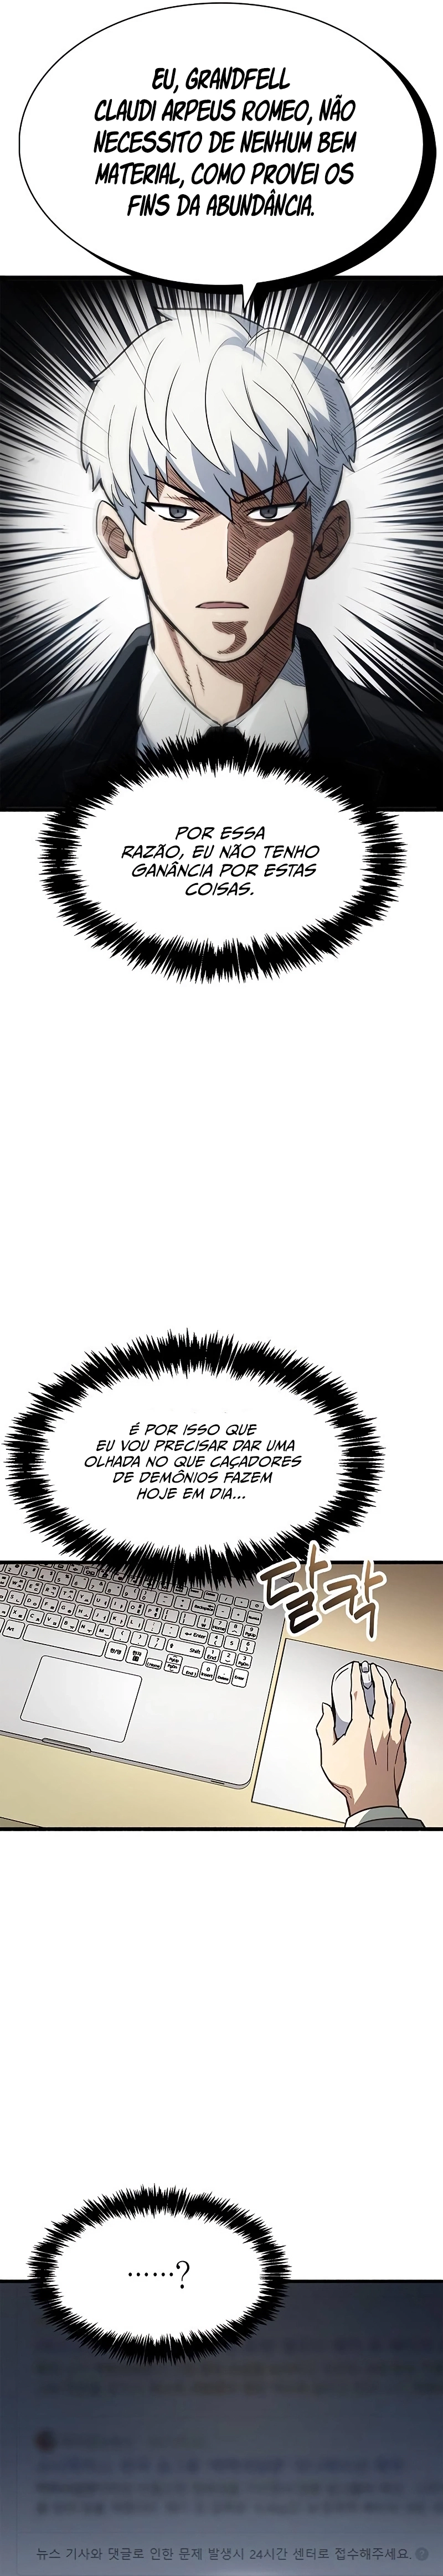 EU, GRANDFELL
CLAUDI ARPEUS ROMEO, NÃO
NECESSITO DE NENHUM BEM
MATERIAL, COMO PROVEI OS
FINS DA ABUNDÂNCIA.
POR ESSA
RAZÃO, EU NÃO TENHO
GANÂNCIA POR ESTAS
COISAS.
É POR ISSO QUE
EU VOU PRECISAR DAR UMA
OLHADA NO QUE CAÇADORES
DE DEMÔNIOS FAZEM
HOJE EM DIA...
달칵
......?
뉴스 기사와 댓글로 인한 문제 발생시 24시간 센터로 접수해주세요.